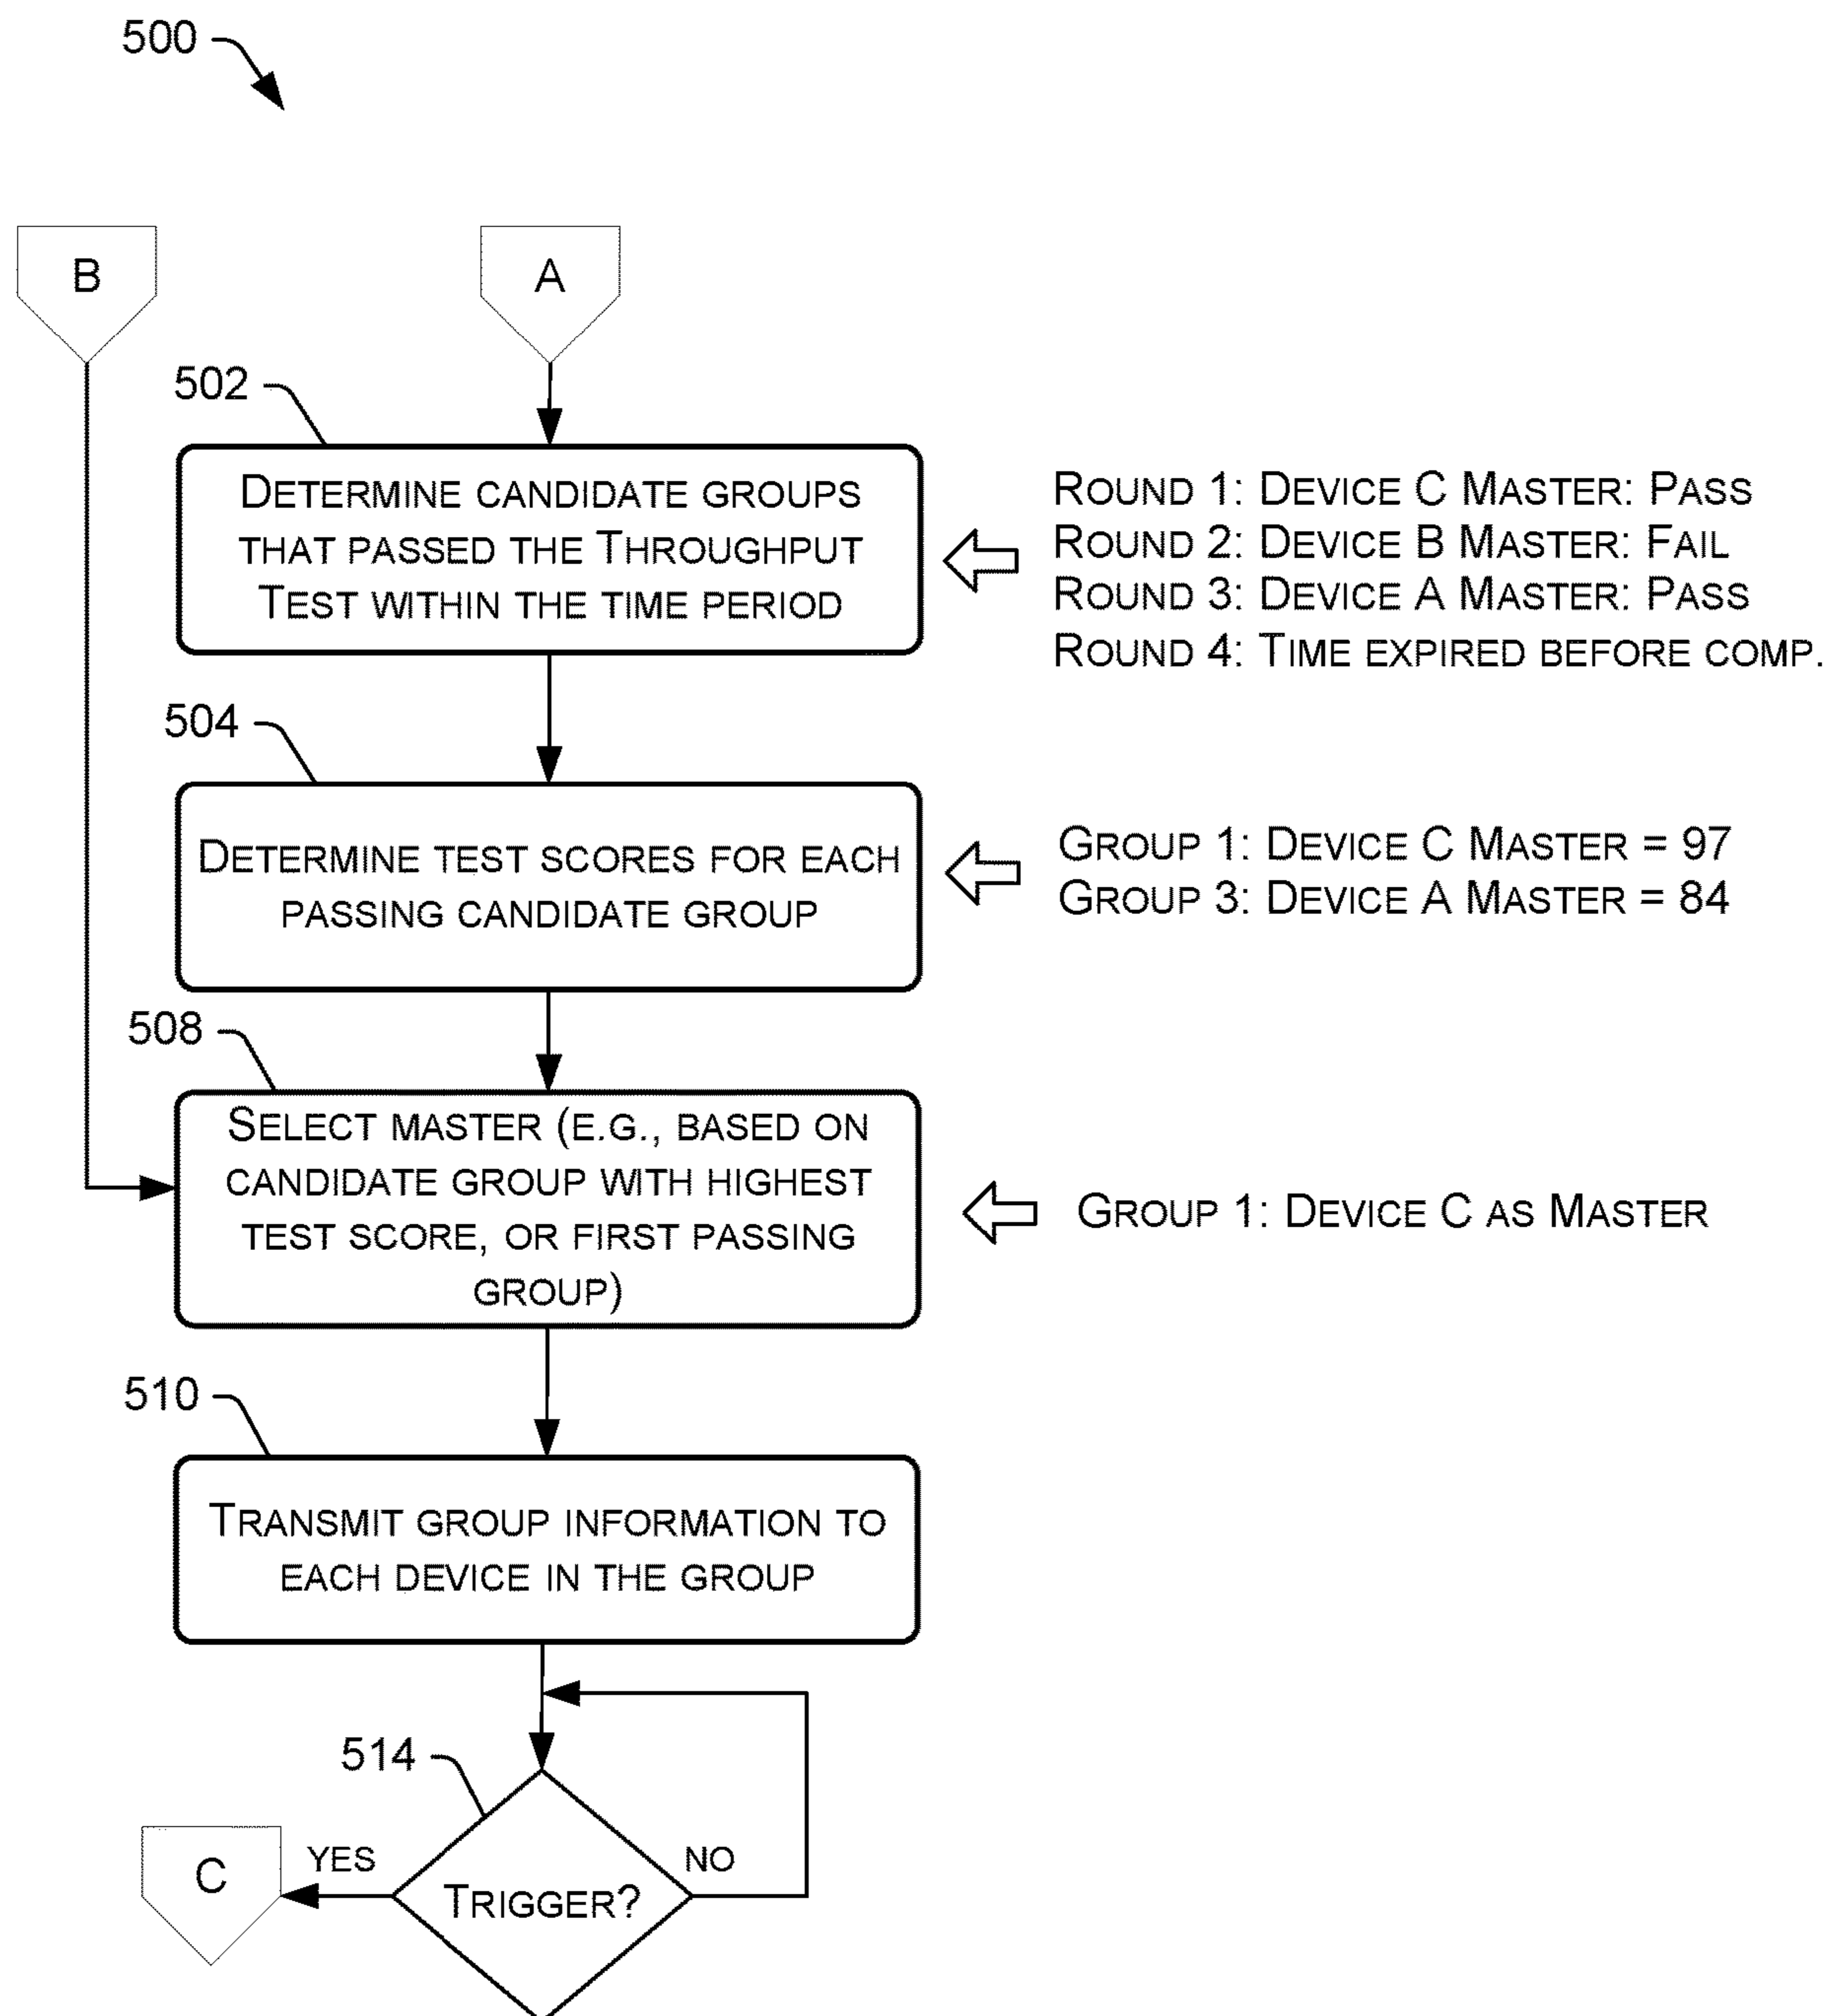 500
B
A
502
DETERMINE CANDIDATE GROUPS
THAT PASSED THE THROUGHPUT
TEST WITHIN THE TIME PERIOD
ROUND 1: DEVICE C MASTER: PASS
ROUND 2: DEVICE B MASTER: FAIL
ROUND 3: DEVICE A MASTER: PASS
ROUND 4: TIME EXPIRED BEFORE COMP.
504
DETERMINE TEST SCORES FOR EACH
PASSING CANDIDATE GROUP
GROUP 1: DEVICE C MASTER = 97
GROUP 3: DEVICE A MASTER = 84
508
SELECT MASTER (E.G., BASED ON
CANDIDATE GROUP WITH HIGHEST
TEST SCORE, OR FIRST PASSING
GROUP)
GROUP 1: DEVICE C AS MASTER
510
TRANSMIT GROUP INFORMATION TO
EACH DEVICE IN THE GROUP
514
C
YES
TRIGGER?
NO